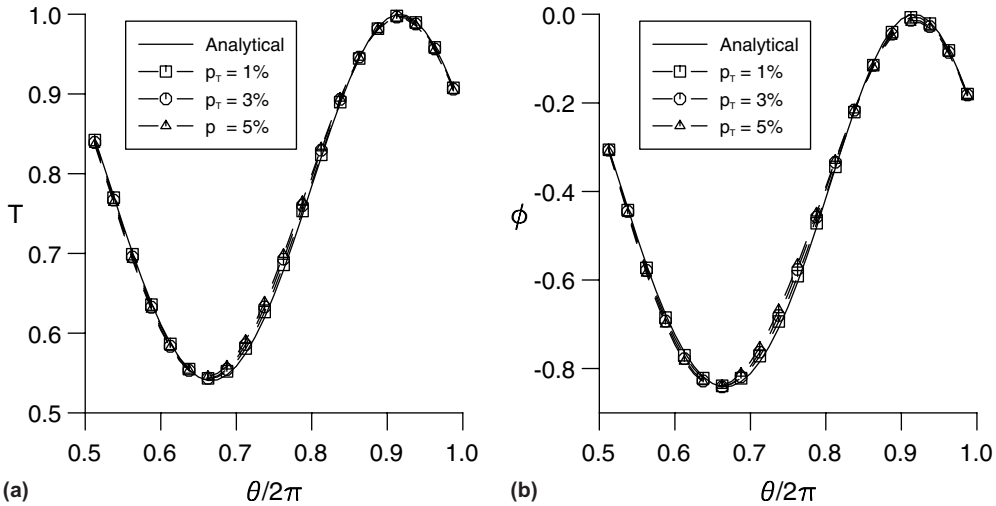 1.0
0.9
0.8
0.7
0.6
0.5
T
Analytical
p_T = 1%
p_T = 3%
p = 5%
0.5 0.6 0.7 0.8 0.9 1.0
(a) θ/2π
0.0
-0.2
-0.4
-0.6
-0.8
ϕ
Analytical
p_T = 1%
p_T = 3%
p_T = 5%
0.5 0.6 0.7 0.8 0.9 1.0
(b) θ/2π